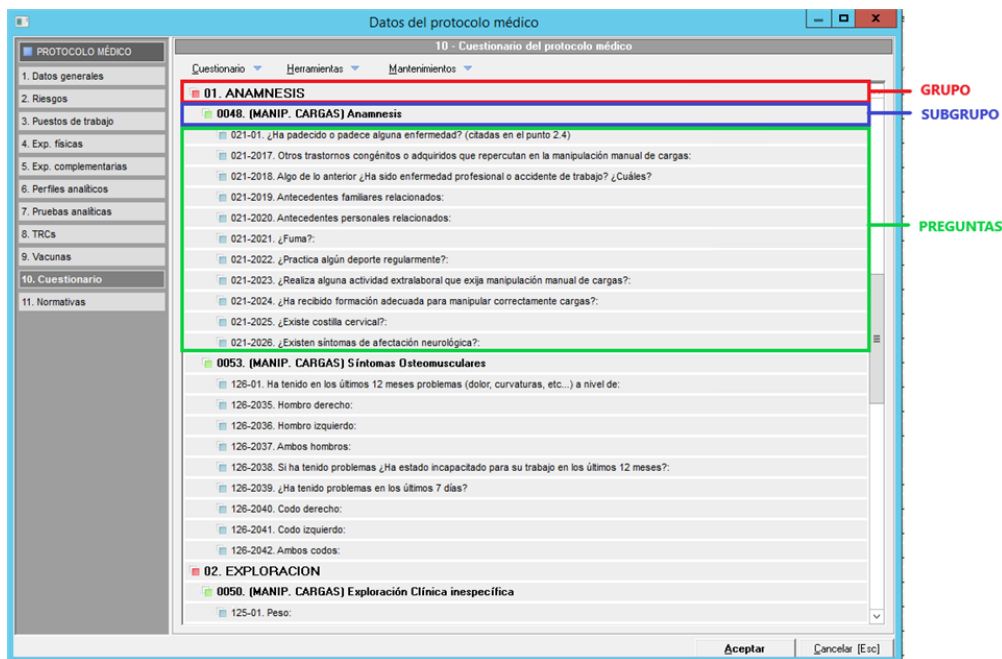 Datos del protocolo médico
PROTOCOLO MÉDICO
1. Datos generales
2. Riesgos
3. Puestos de trabajo
4. Exp. físicas
5. Exp. complementarias
6. Perfiles analíticos
7. Pruebas analíticas
8. TRCs
9. Vacunas
10. Cuestionario
11. Normativas
10 - Cuestionario del protocolo médico
Cuestionario Herramientas Mantenimientos
01. ANAMNESIS
GRUPO
0048. (MANIP. CARGAS) Anamnesis
SUBGRUPO
021-01. ¿Ha padecido o padece alguna enfermedad? (citadas en el punto 2.4)
021-2017. Otros trastornos congénitos o adquiridos que repercutan en la manipulación manual de cargas:
021-2018. Algo de lo anterior ¿Ha sido enfermedad profesional o accidente de trabajo? ¿Cuáles?
021-2019. Antecedentes familiares relacionados:
021-2020. Antecedentes personales relacionados:
PREGUNTAS
021-2021. ¿Fuma?:
021-2022. ¿Practica algún deporte regularmente?:
021-2023. ¿Realiza alguna actividad extralaboral que exija manipulación manual de cargas?:
021-2024. ¿Ha recibido formación adecuada para manipular correctamente cargas?:
021-2025. ¿Existe costilla cervical?:
021-2026. ¿Existen síntomas de afectación neurológica?:
0053. (MANIP. CARGAS) Síntomas Osteomusculares
126-01. Ha tenido en los últimos 12 meses problemas (dolor, curvaturas, etc...) a nivel de:
126-2035. Hombro derecho:
126-2036. Hombro izquierdo:
126-2037. Ambos hombros:
126-2038. Si ha tenido problemas ¿Ha estado incapacitado para su trabajo en los últimos 12 meses?:
126-2039. ¿Ha tenido problemas en los últimos 7 días?
126-2040. Codo derecho:
126-2041. Codo izquierdo:
126-2042. Ambos codos:
02. EXPLORACION
0050. (MANIP. CARGAS) Exploración Clínica inespecífica
125-01. Peso:
Aceptar
Cancelar [Esc]